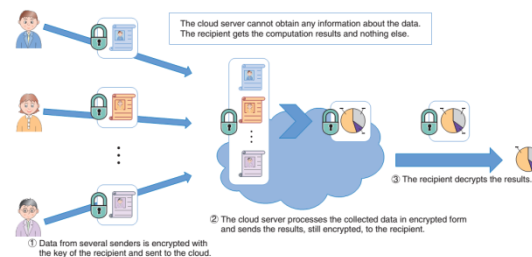 The cloud server cannot obtain any information about the data.
The recipient gets the computation results and nothing else.
③ The recipient decrypts the results.
② The cloud server processes the collected data in encrypted form
and sends the results, still encrypted, to the recipient.
① Data from several senders is encrypted with
the key of the recipient and sent to the cloud.